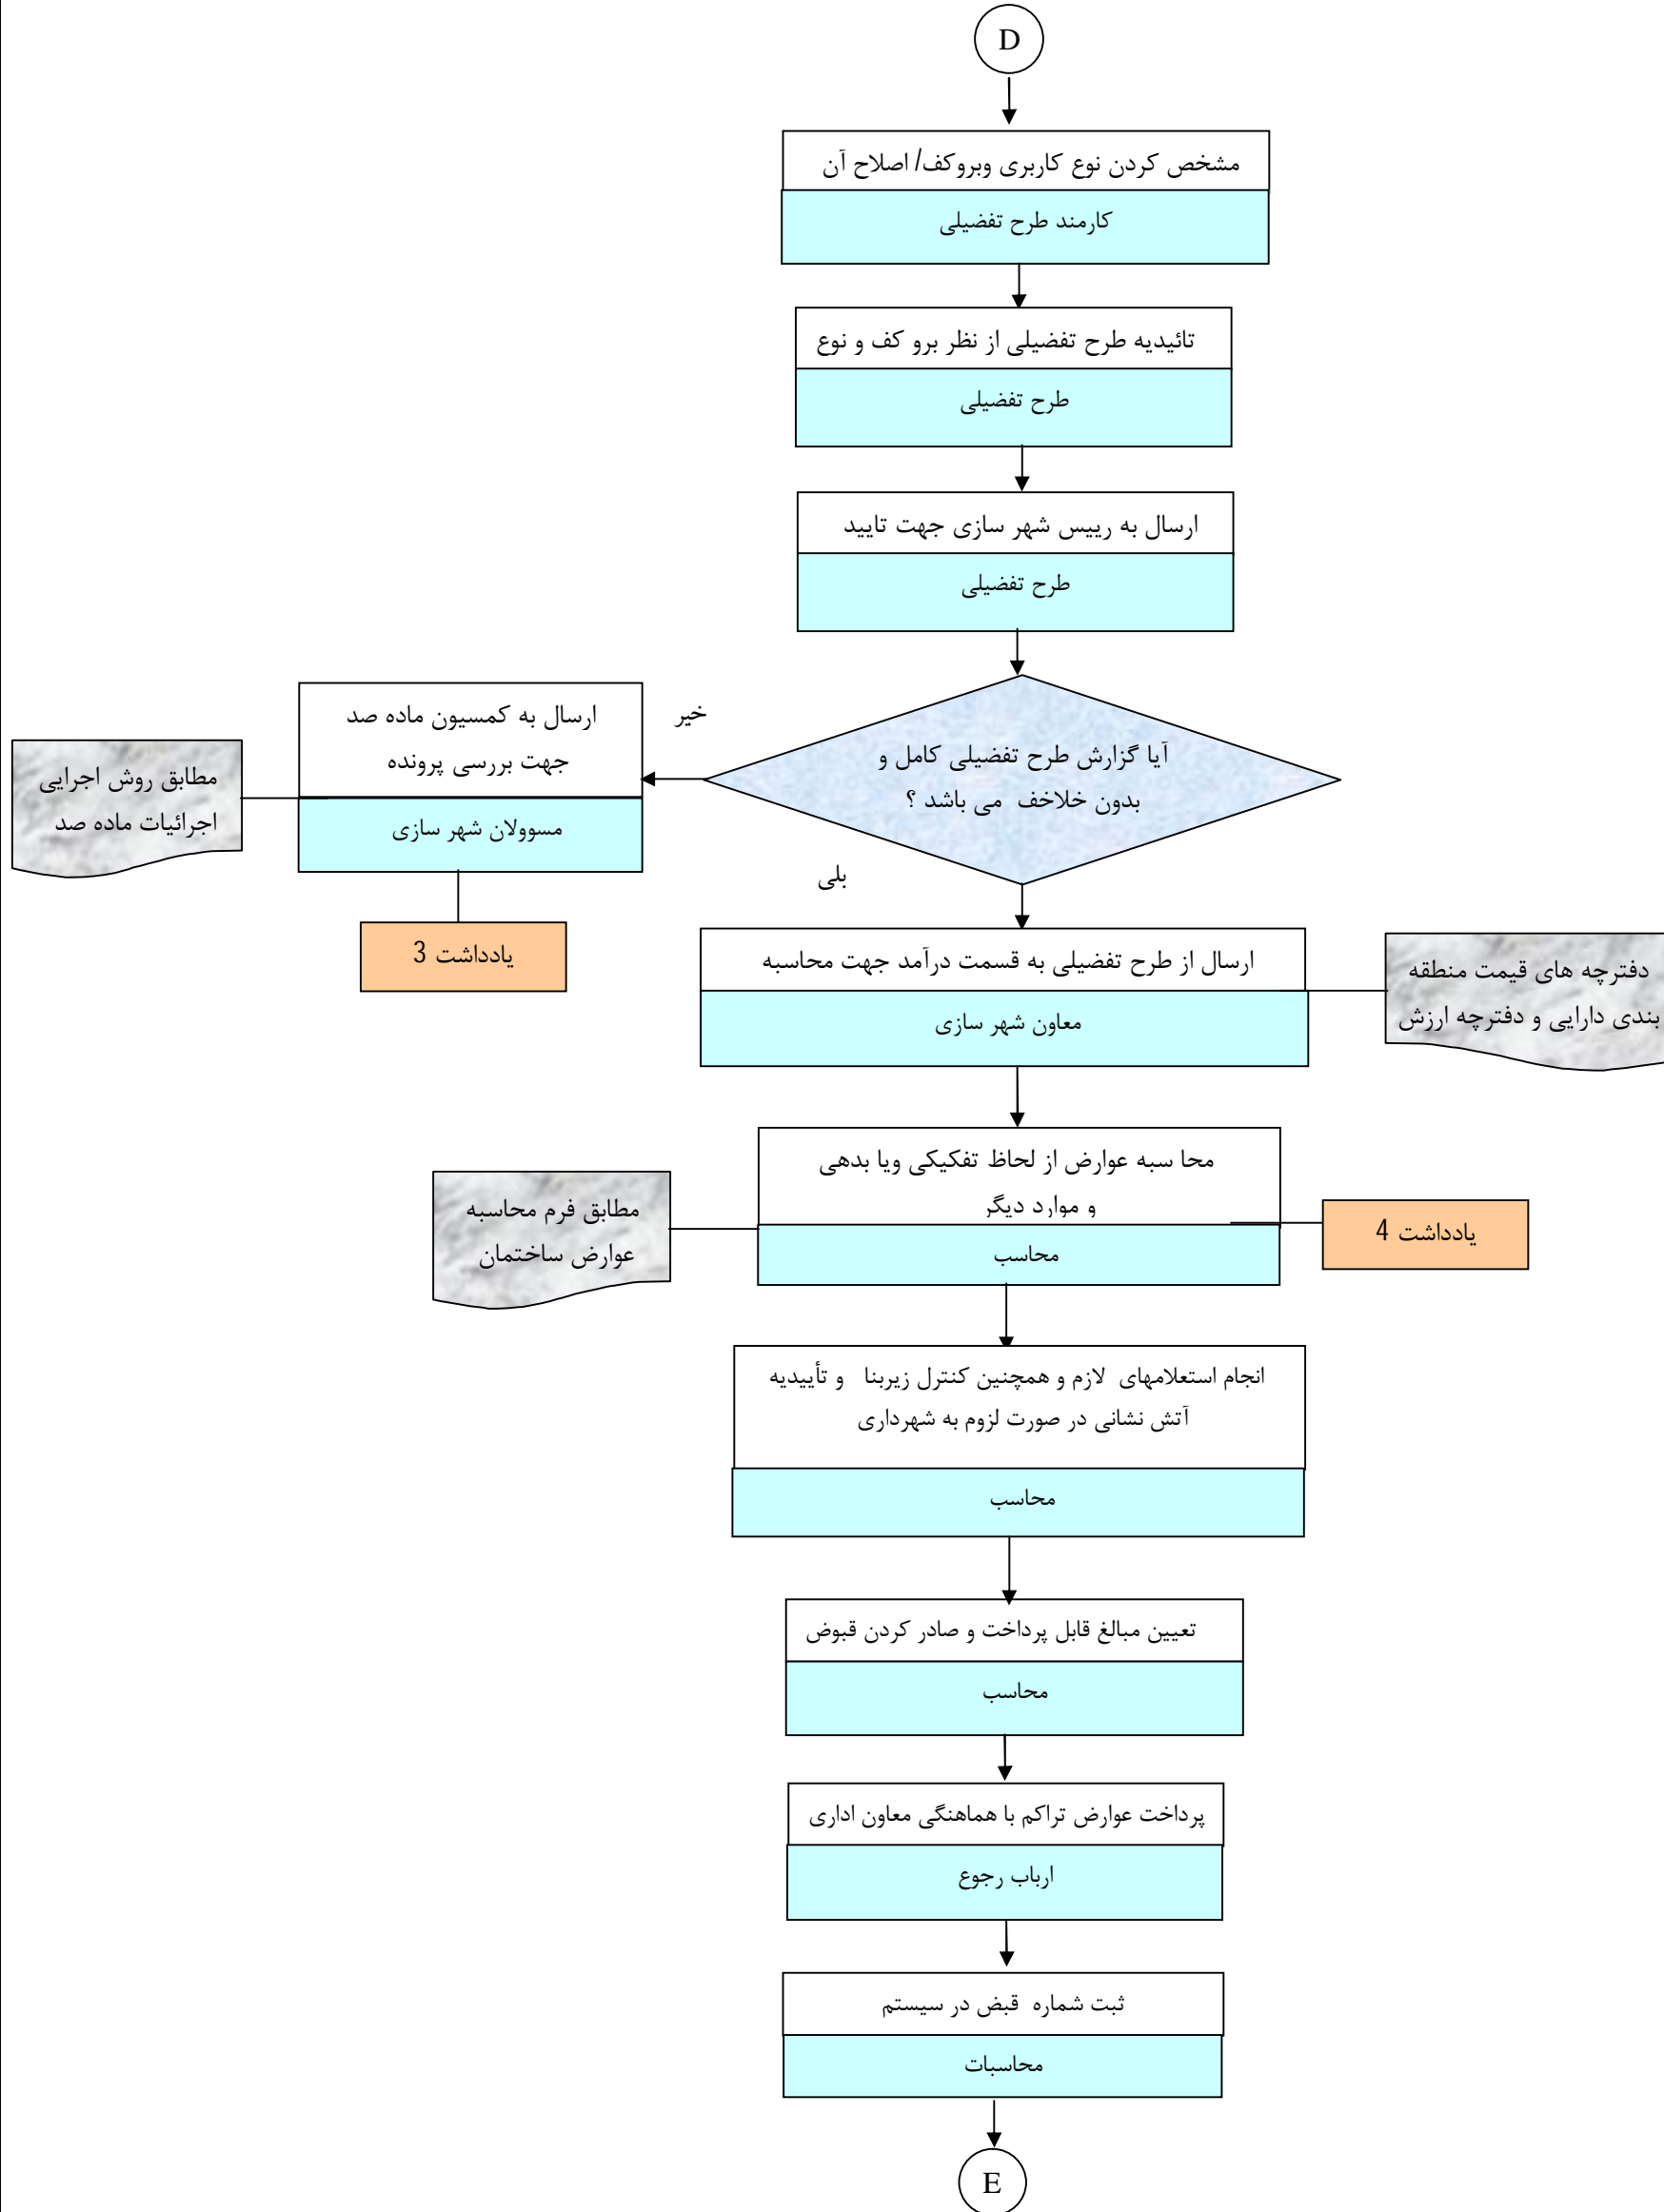 D
مشخص کردن نوع کاربری وبروکف/ اصلاح آن
کارمند طرح تفضیلی
تائیدیه طرح تفضیلی از نظر برو کف و نوع
طرح تفضیلی
ارسال به رییس شهر سازی جهت تایید
طرح تفضیلی
آیا گزارش طرح تفضیلی کامل و
بدون خلاخف می باشد ؟
خیر
ارسال به کمسیون ماده صد
جهت بررسی پرونده
مسوولان شهر سازی
مطابق روش اجرایی
اجرائیات ماده صد
یادداشت 3
بلی
ارسال از طرح تفضیلی به قسمت درآمد جهت محاسبه
معاون شهر سازی
دفترچه های قیمت منطقه
بندی دارایی و دفترچه ارزش
محا سبه عوارض از لحاظ تفکیکی ویا بدهی
و موارد دیگر
محاسب
مطابق فرم محاسبه
عوارض ساختمان
یادداشت 4
انجام استعلامهای لازم و همچنین کنترل زیربنا و تأییدیه
آتش نشانی در صورت لزوم به شهرداری
محاسب
تعیین مبالغ قابل پرداخت و صادر کردن قبوض
محاسب
پرداخت عوارض تراکم با هماهنگی معاون اداری
ارباب رجوع
ثبت شماره قبض در سیستم
محاسبات
E